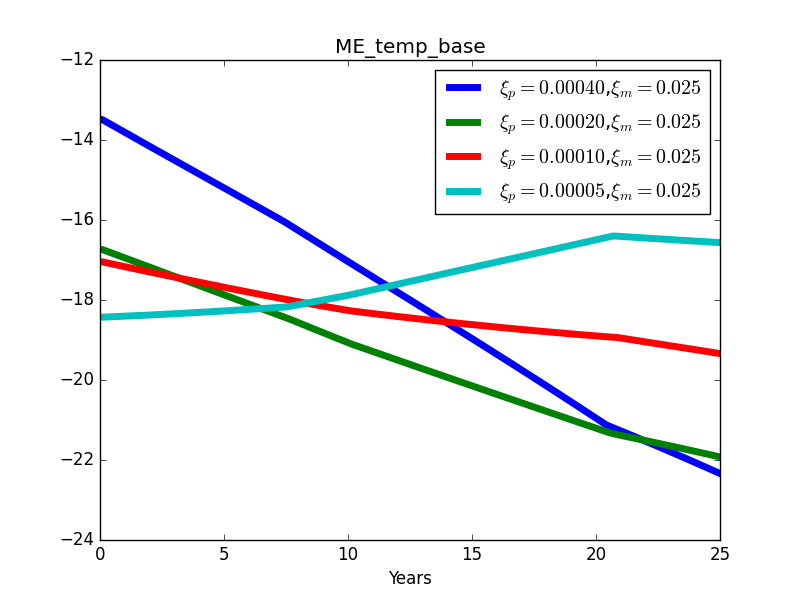 ME_temp_base
−12
−14
−16
−18
−20
−22
−24
0
5
10
15
20
25
Years
ξₚ = 0.00040,ξₘ = 0.025
ξₚ = 0.00020,ξₘ = 0.025
ξₚ = 0.00010,ξₘ = 0.025
ξₚ = 0.00005,ξₘ = 0.025